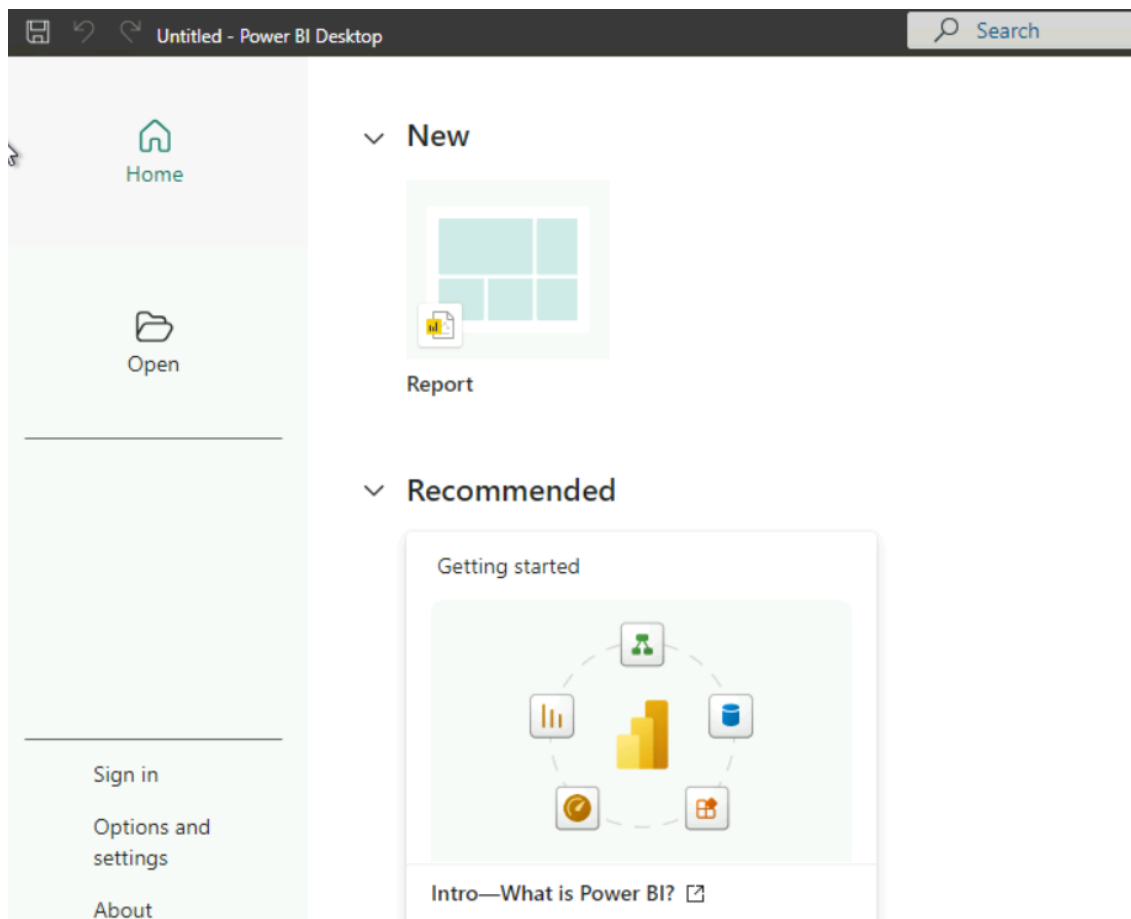 Untitled - Power BI Desktop
Search
Home
Open
Sign in
Options and
settings
About
New
Report
Recommended
Getting started
Intro—What is Power BI?